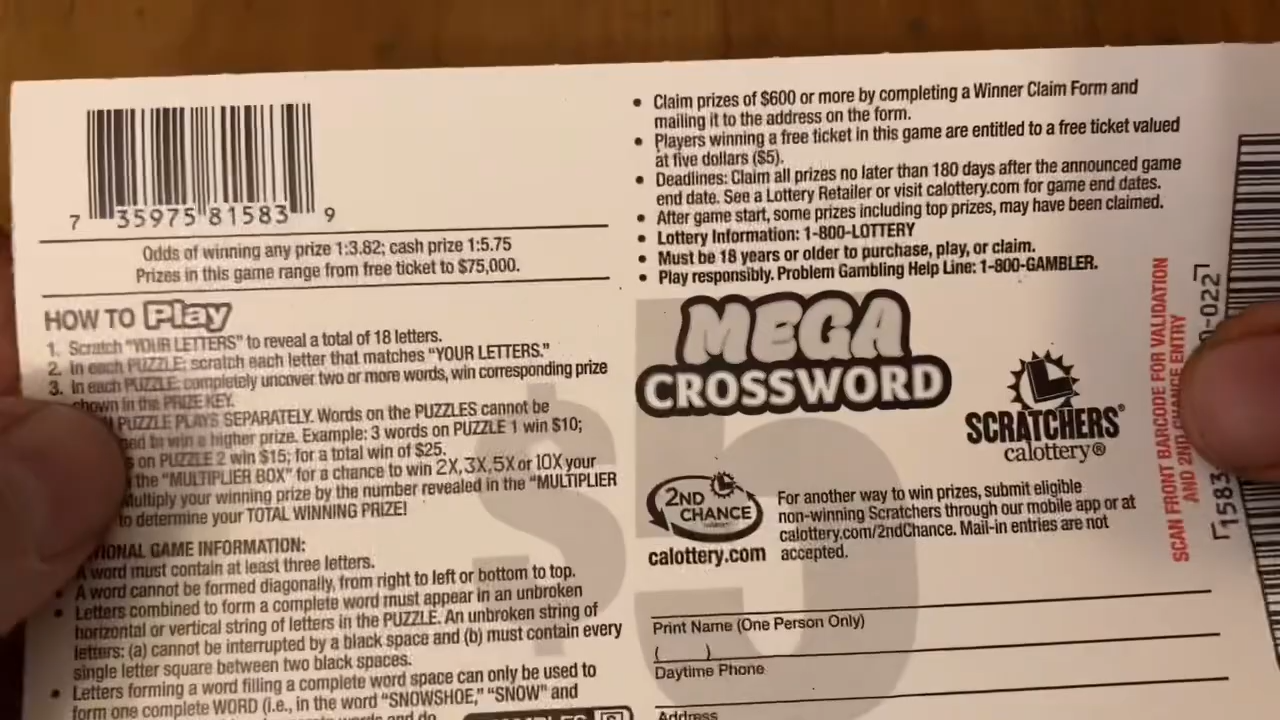 7 35975 81583 9
Odds of winning any prize 1:3.82; cash prize 1:5.75
Prizes in this game range from free ticket to $75,000.
HOW TO Play
1. Scratch "YOUR LETTERS" to reveal a total of 18 letters.
2. In each PUZZLE: scratch each letter that matches "YOUR LETTERS."
3. In each PUZZLE: completely uncover two or more words, win corresponding prize
shown in the PRIZE KEY.
PUZZLE PLAYS SEPARATELY. Words on the PUZZLES cannot be
to win a higher prize. Example: 3 words on PUZZLE 1 win $10;
on PUZZLE 2 win $15; for a total win of $25.
the "MULTIPLIER BOX" for a chance to win 2X, 3X, 5X or 10X your
Multiply your winning prize by the number revealed in the "MULTIPLIER
to determine your TOTAL WINNING PRIZE!
IONAL GAME INFORMATION:
A word must contain at least three letters.
• A word cannot be formed diagonally, from right to left or bottom to top.
• Letters combined to form a complete word must appear in an unbroken
horizontal or vertical string of letters in the PUZZLE. An unbroken string of
letters: (a) cannot be interrupted by a black space and (b) must contain every
single letter square between two black spaces.
• Letters forming a word filling a complete word space can only be used to
form one complete WORD (i.e., in the word "SNOWSHOE," "SNOW" and
• Claim prizes of $600 or more by completing a Winner Claim Form and
mailing it to the address on the form.
• Players winning a free ticket in this game are entitled to a free ticket valued
at five dollars ($5).
• Deadlines: Claim all prizes no later than 180 days after the announced game
end date. See a Lottery Retailer or visit calottery.com for game end dates.
• After game start, some prizes including top prizes, may have been claimed.
• Lottery Information: 1-800-LOTTERY
• Must be 18 years or older to purchase, play, or claim.
• Play responsibly. Problem Gambling Help Line: 1-800-GAMBLER.
MEGA
CROSSWORD
SCRATCHERS®
calottery®
$5
2ND
CHANCE
calottery.com
For another way to win prizes, submit eligible
non-winning Scratchers through our mobile app or at
calottery.com/2ndChance. Mail-in entries are not
accepted.
Print Name (One Person Only)
( )
Daytime Phone
Address
SCAN FRONT BARCODE FOR VALIDATION
AND 2ND CHANCE ENTRY
1583
-022